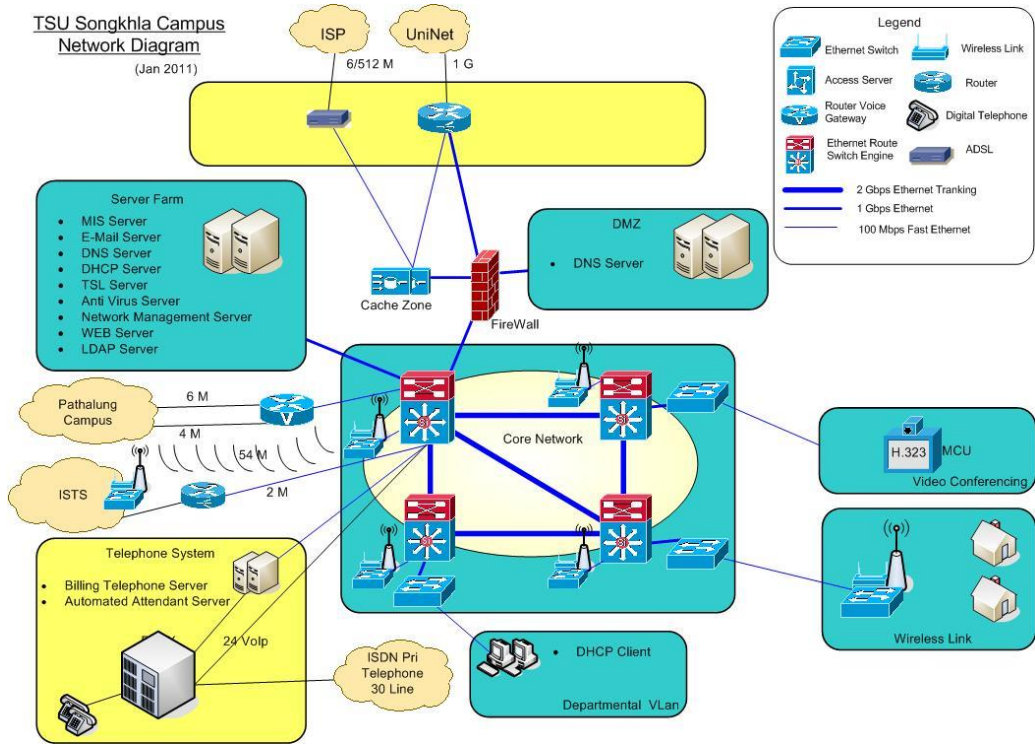 TSU Songkhla Campus
Network Diagram
(Jan 2011)
ISP
UniNet
6/512 M
1 G
Legend
Ethernet Switch
Wireless Link
Access Server
Router
Router Voice
Gateway
Digital Telephone
Ethernet Route
Switch Engine
ADSL
2 Gbps Ethernet Tranking
1 Gbps Ethernet
100 Mbps Fast Ethernet
Server Farm
• MIS Server
• E-Mail Server
• DNS Server
• DHCP Server
• TSL Server
• Anti Virus Server
• Network Management Server
• WEB Server
• LDAP Server
DMZ
• DNS Server
Cache Zone
FireWall
Pathalung
Campus
6 M
4 M
54 M
ISTS
2 M
Core Network
Si
Si
Si
Si
V
H.323
MCU
Video Conferencing
Wireless Link
Telephone System
• Billing Telephone Server
• Automated Attendant Server
24 VoIp
ISDN Pri
Telephone
30 Line
• DHCP Client
Departmental VLan